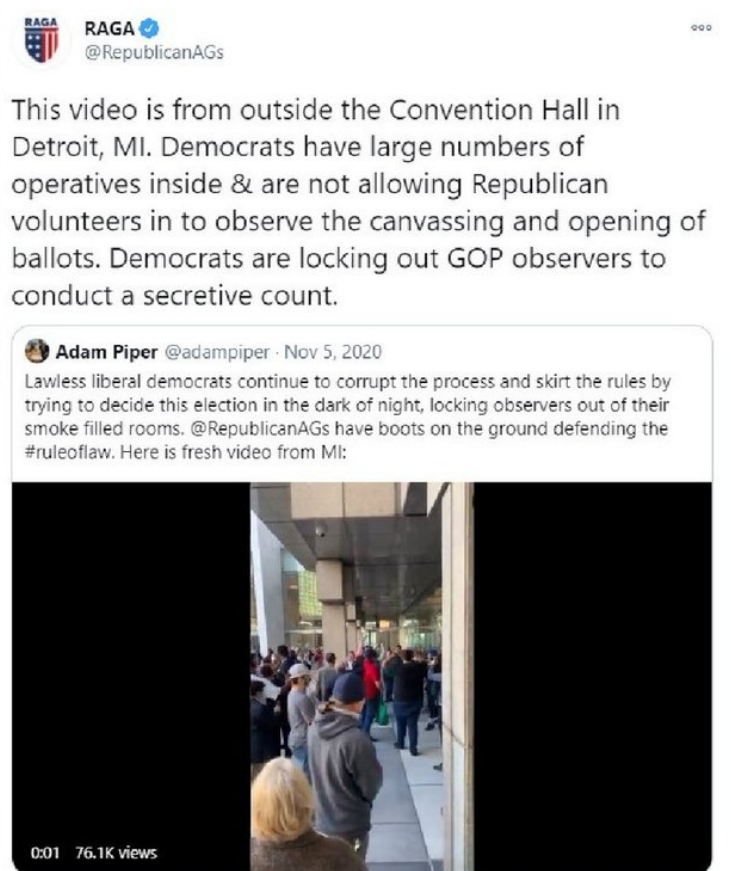 RAGA
RAGA
@RepublicanAGs
This video is from outside the Convention Hall in
Detroit, MI. Democrats have large numbers of
operatives inside & are not allowing Republican
volunteers in to observe the canvassing and opening of
ballots. Democrats are locking out GOP observers to
conduct a secretive count.
Adam Piper @adampiper · Nov 5, 2020
Lawless liberal democrats continue to corrupt the process and skirt the rules by
trying to decide this election in the dark of night, locking observers out of their
smoke filled rooms. @RepublicanAGs have boots on the ground defending the
#ruleoflaw. Here is fresh video from MI:
0:01 76.1K views